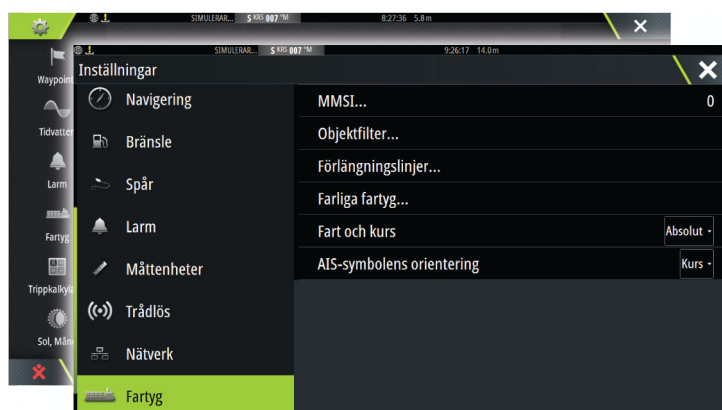 SIMULERAR... S KRS 007 °M 8:27:36 5.8 m
Waypoint
Tidvatten
Larm
Fartyg
Trippkalkyl
Sol, Mån
SIMULERAR... S KRS 007 °M 9:26:17 14.0 m
Inställningar
Navigering
Bränsle
Spår
Larm
Måttenheter
Trådlös
Nätverk
Fartyg
MMSI... 0
Objektfilter...
Förlängningslinjer...
Farliga fartyg...
Fart och kurs Absolut
AIS-symbolens orientering Kurs